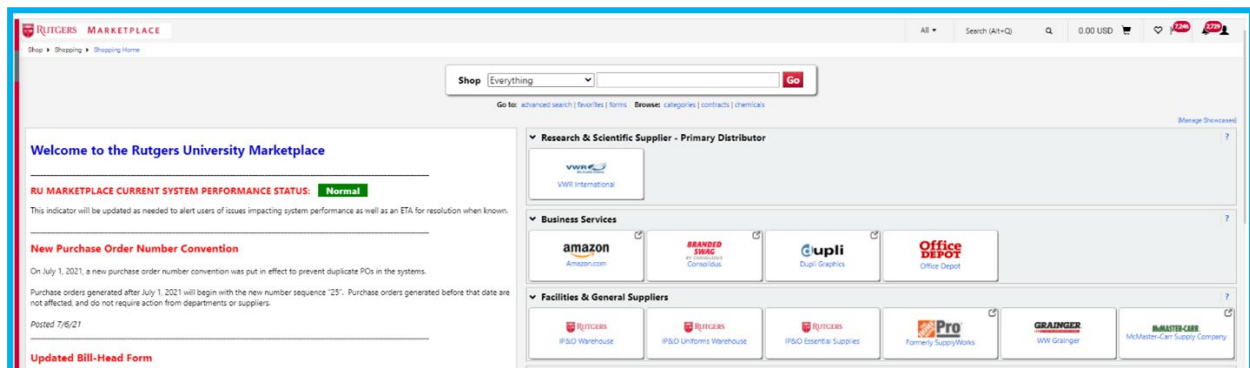 RUTGERS MARKETPLACE
All
Search (Alt+Q)
0.00 USD
7,246
2,729
Shop Shopping Shopping Home
Shop Everything Go
Go to: advanced search | favorites | forms Browse: categories | contracts | chemicals
[Manage Showcases]
Welcome to the Rutgers University Marketplace
RU MARKETPLACE CURRENT SYSTEM PERFORMANCE STATUS: Normal
This indicator will be updated as needed to alert users of issues impacting system performance as well as an ETA for resolution when known.
New Purchase Order Number Convention
On July 1, 2021, a new purchase order number convention was put in effect to prevent duplicate POs in the systems.
Purchase orders generated after July 1, 2021 will begin with the new number sequence "25". Purchase orders generated before that date are
not affected, and do not require action from departments or suppliers.
Posted 7/6/21
Updated Bill-Head Form
Research & Scientific Supplier - Primary Distributor ?
VWR
VWR International
Business Services ?
amazon
Amazon.com
BRANDED
SWAG
Consolidus
dupli
Dupli Graphics
Office
DEPOT
Office Depot
Facilities & General Suppliers ?
RUTGERS
IP&O Warehouse
RUTGERS
IP&O Uniforms Warehouse
RUTGERS
IP&O Essential Supplies
Pro
Formerly SupplyWorks
GRAINGER
WW Grainger
McMASTER-CARR
McMaster-Carr Supply Company